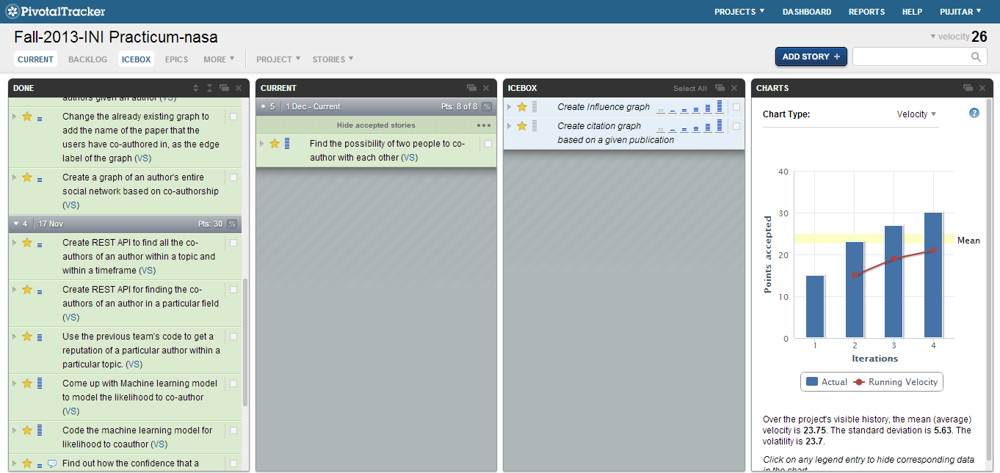 PivotalTracker
PROJECTS DASHBOARD REPORTS HELP PUJITAR
Fall-2013-INI Practicum-nasa
velocity 26
CURRENT BACKLOG ICEBOX EPICS MORE PROJECT STORIES
ADD STORY +
DONE
authors given an author (VS)
Change the already existing graph to
add the name of the paper that the
users have co-authored in, as the edge
label of the graph (VS)
Create a graph of an author's entire
social network based on co-authorship
(VS)
4 17 Nov Pts: 30 %
Create REST API to find all the co-
authors of an author within a topic and
within a timeframe (VS)
Create REST API for finding the co-
authors of an author in a particular field
(VS)
Use the previous team's code to get a
reputation of a particular author within a
particular topic. (VS)
Come up with Machine learning model
to model the likelihood to co-author
(VS)
Code the machine learning model for
likelihood to coauthor (VS)
Find out how the confidence that a
CURRENT
5 1 Dec - Current Pts: 8 of 8 %
Hide accepted stories
Find the possibility of two people to co-
author with each other (VS)
ICEBOX Select All
Create Influence graph
Create citation graph
based on a given publication
CHARTS
Chart Type: Velocity ?
40
30
20
10
0
Points accepted
Mean
1 2 3 4
Iterations
Actual Running Velocity
Over the project's visible history, the mean (average)
velocity is 23.75. The standard deviation is 5.63. The
volatility is 23.7.
Click on any legend entry to hide corresponding data
in the chart